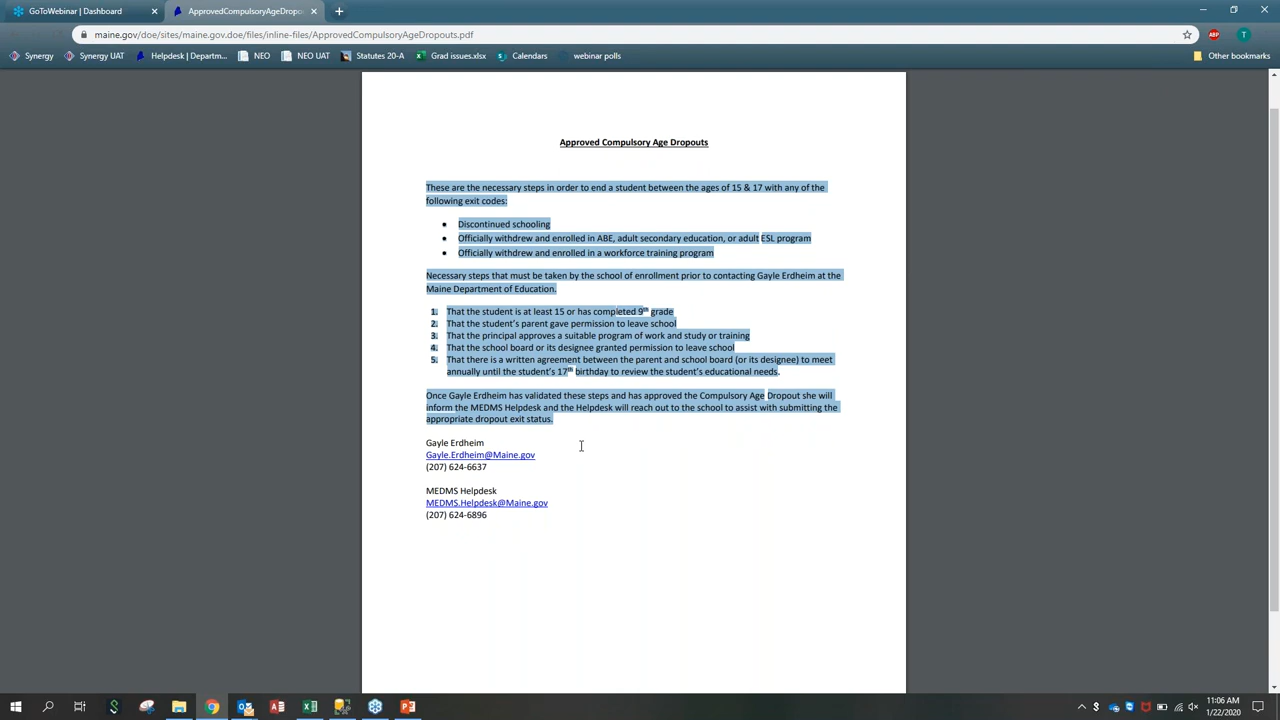 GoToWebinar - Dashboard
ApprovedCompulsoryAgeDropouts
maine.gov/doe/sites/maine.gov.doe/files/inline-files/ApprovedCompulsoryAgeDropouts.pdf
ABP
T
Synergy
Synergy UAT
Helpdesk | Departm...
NEO
NEO UAT
Statutes 20-A
Grad issues.xlsx
Calendars
webinar polls
Other bookmarks
Approved Compulsory Age Dropouts
These are the necessary steps in order to end a student between the ages of 15 & 17 with any of the
following exit codes:
• Discontinued schooling
• Officially withdrew and enrolled in ABE, adult secondary education, or adult ESL program
• Officially withdrew and enrolled in a workforce training program
Necessary steps that must be taken by the school of enrollment prior to contacting Gayle Erdheim at the
Maine Department of Education.
1. That the student is at least 15 or has completed 9th grade
2. That the student's parent gave permission to leave school
3. That the principal approves a suitable program of work and study or training
4. That the school board or its designee granted permission to leave school
5. That there is a written agreement between the parent and school board (or its designee) to meet
annually until the student's 17th birthday to review the student's educational needs.
Once Gayle Erdheim has validated these steps and has approved the Compulsory Age Dropout she will
inform the MEDMS Helpdesk and the Helpdesk will reach out to the school to assist with submitting the
appropriate dropout exit status.
Gayle Erdheim
Gayle.Erdheim@Maine.gov
(207) 624-6637
MEDMS Helpdesk
MEDMS.Helpdesk@Maine.gov
(207) 624-6896
11:06 AM
1/22/2020